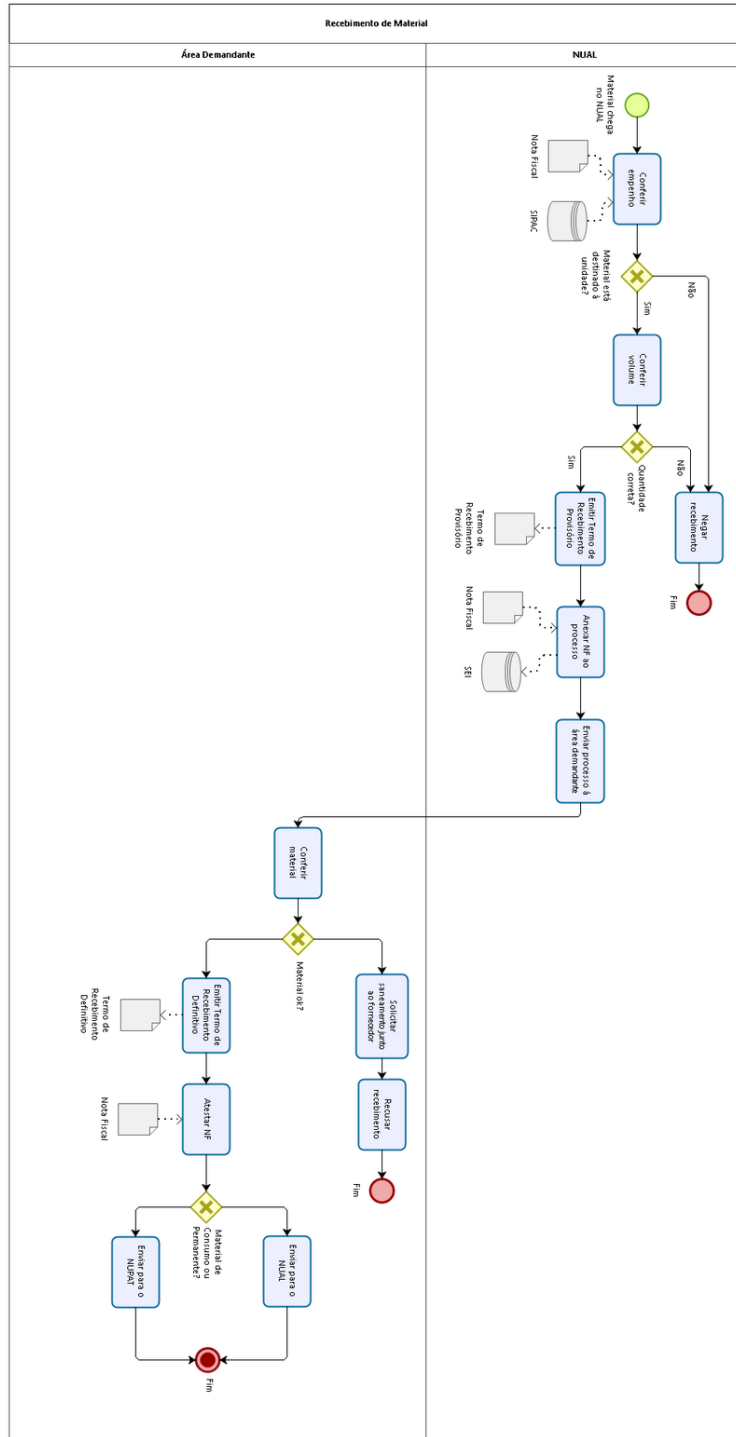 Recebimento de Material
Área Demandante
NUAL
Material chega
no NUAL
Conferir
empenho
Nota Fiscal
SIPAC
Material está
destinado à
unidade?
Não
Sim
Conferir
volume
Quantidade
correta?
Não
Sim
Negar
recebimento
Fim
Emitir Termo de
Recebimento
Provisório
Termo de
Recebimento
Provisório
Anexar NF ao
processo
Nota Fiscal
SEI
Enviar processo à
área demandante
Conferir
material
Material ok?
Solicitar
saneamento junto
ao fornecedor
Recusar
recebimento
Fim
Emitir Termo de
Recebimento
Definitivo
Termo de
Recebimento
Definitivo
Atestar NF
Nota Fiscal
Material de
Consumo ou
Permanente?
Enviar para o
NUAL
Enviar para o
NUPAT
Fim